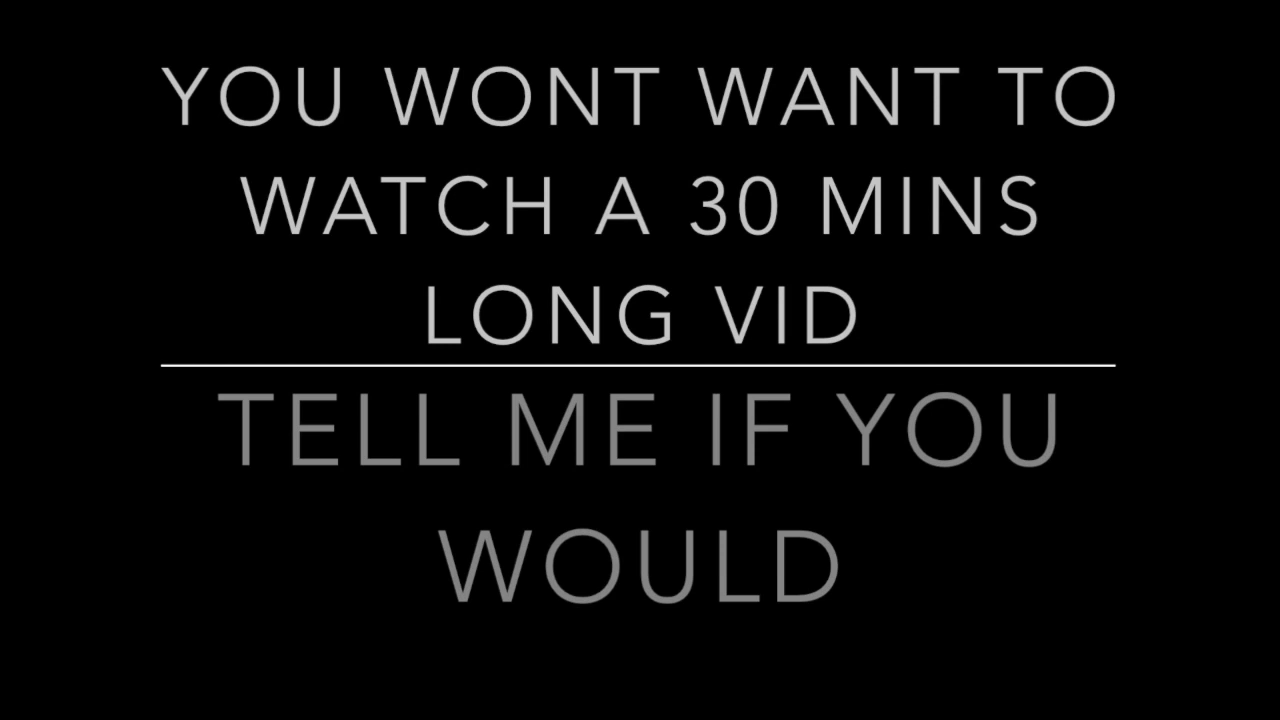 YOU WONT WANT TO
WATCH A 30 MINS
LONG VID
TELL ME IF YOU
WOULD